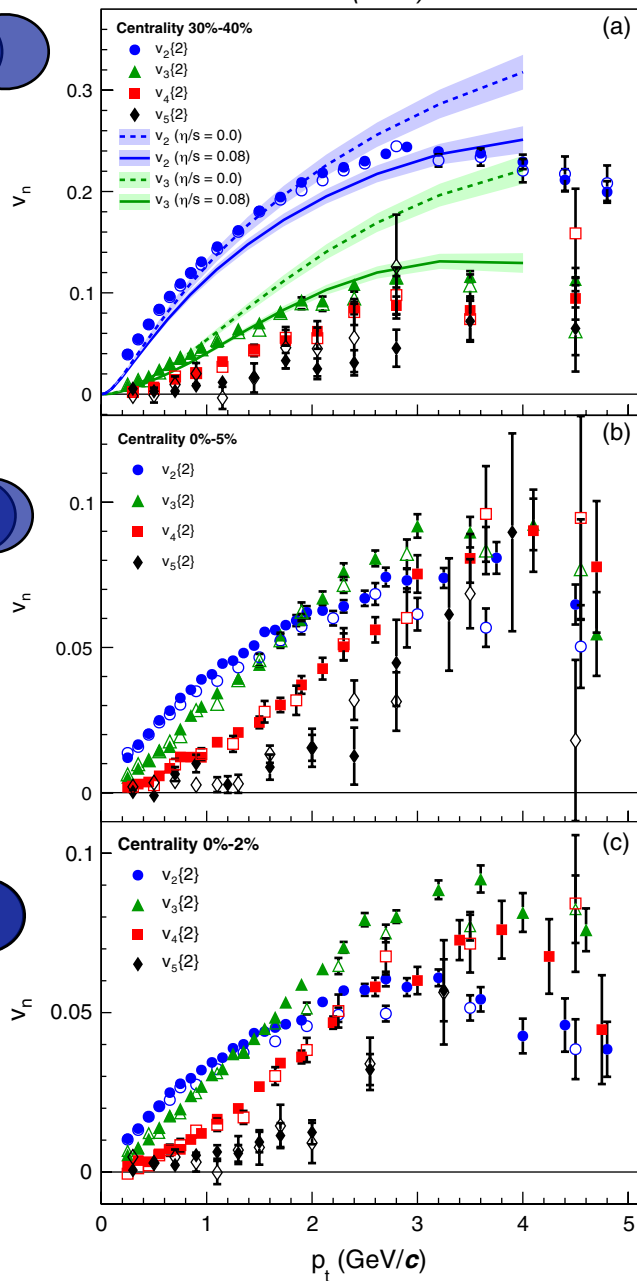 (a)
Centrality 30%-40%
v2{2}
v3{2}
v4{2}
v5{2}
v2 (η/s = 0.0)
v2 (η/s = 0.08)
v3 (η/s = 0.0)
v3 (η/s = 0.08)
vn
0.3
0.2
0.1
0
(b)
Centrality 0%-5%
v2{2}
v3{2}
v4{2}
v5{2}
vn
0.1
0.05
0
(c)
Centrality 0%-2%
v2{2}
v3{2}
v4{2}
v5{2}
vn
0.1
0.05
0
0 1 2 3 4 5
pt (GeV/c)